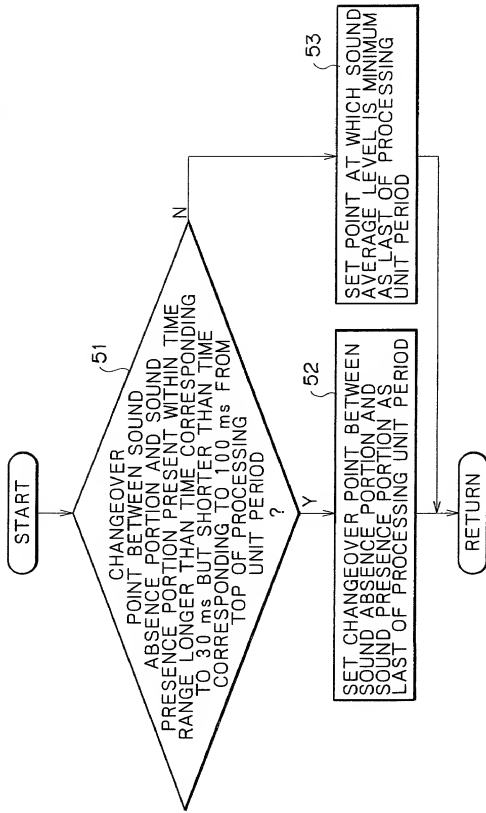 START
51
CHANGEOVER
POINT BETWEEN SOUND
ABSENCE PORTION AND SOUND
PRESENCE PORTION PRESENT WITHIN TIME
RANGE LONGER THAN TIME CORRESPONDING
TO 30 ms BUT SHORTER THAN TIME
CORRESPONDING TO 100 ms FROM
TOP OF PROCESSING
UNIT PERIOD
?
N
Y
52
SET CHANGEOVER POINT BETWEEN
SOUND ABSENCE PORTION AND
SOUND PRESENCE PORTION AS
LAST OF PROCESSING UNIT PERIOD
53
SET POINT AT WHICH SOUND
AVERAGE LEVEL IS MINIMUM
AS LAST OF PROCESSING
UNIT PERIOD
RETURN